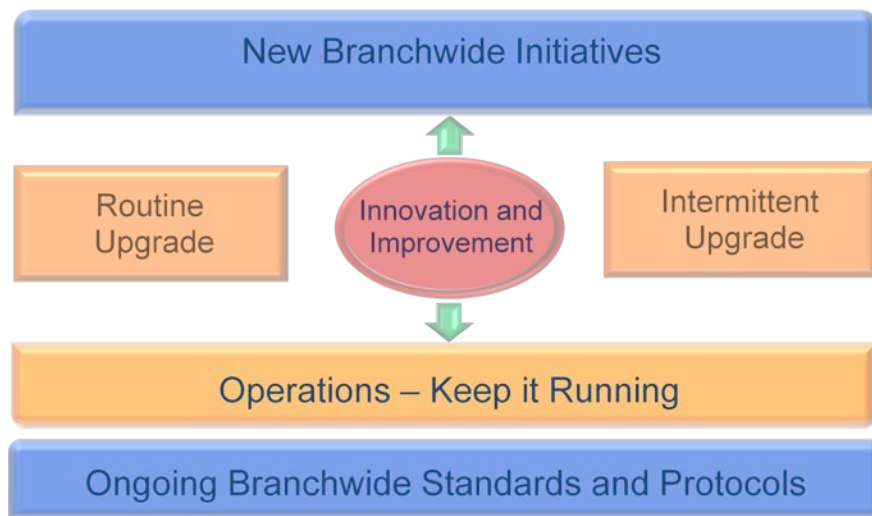 New Branchwide Initiatives
Routine
Upgrade
Innovation and
Improvement
Intermittent
Upgrade
Operations – Keep it Running
Ongoing Branchwide Standards and Protocols